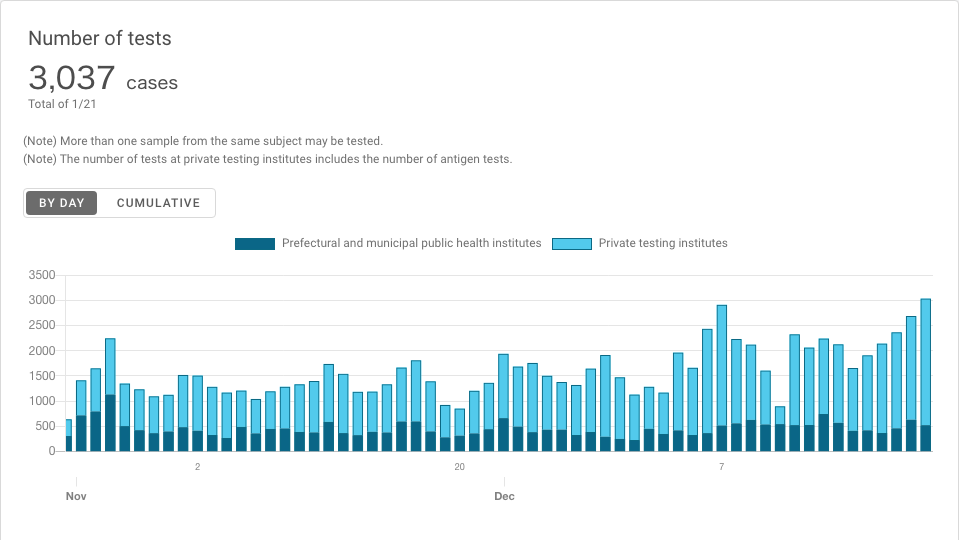 Number of tests
3,037 cases
Total of 1/21
(Note) More than one sample from the same subject may be tested.
(Note) The number of tests at private testing institutes includes the number of antigen tests.
BY DAY CUMULATIVE
Prefectural and municipal public health institutes Private testing institutes
3500
3000
2500
2000
1500
1000
500
0
2 20 7
Nov Dec